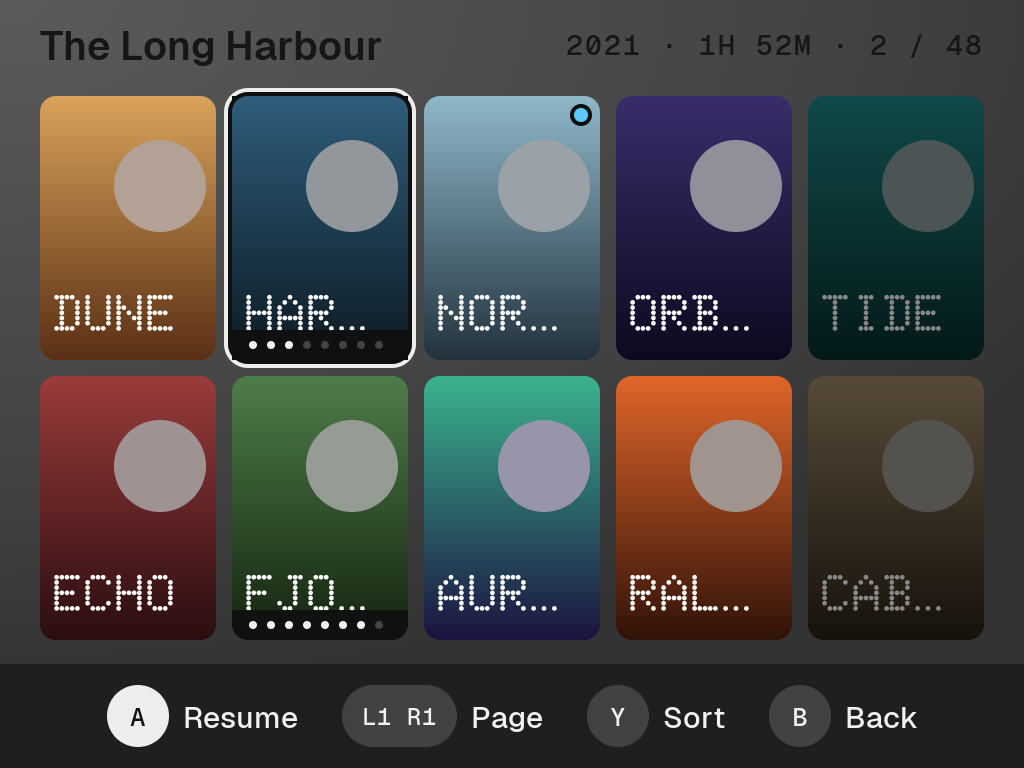 The Long Harbour
2021 · 1H 52M · 2 / 48
DUNE
HAR...
NOR...
ORB...
TIDE
ECHO
FJO...
AUR...
RAL...
CAB...
A Resume
L1 R1 Page
Y Sort
B Back